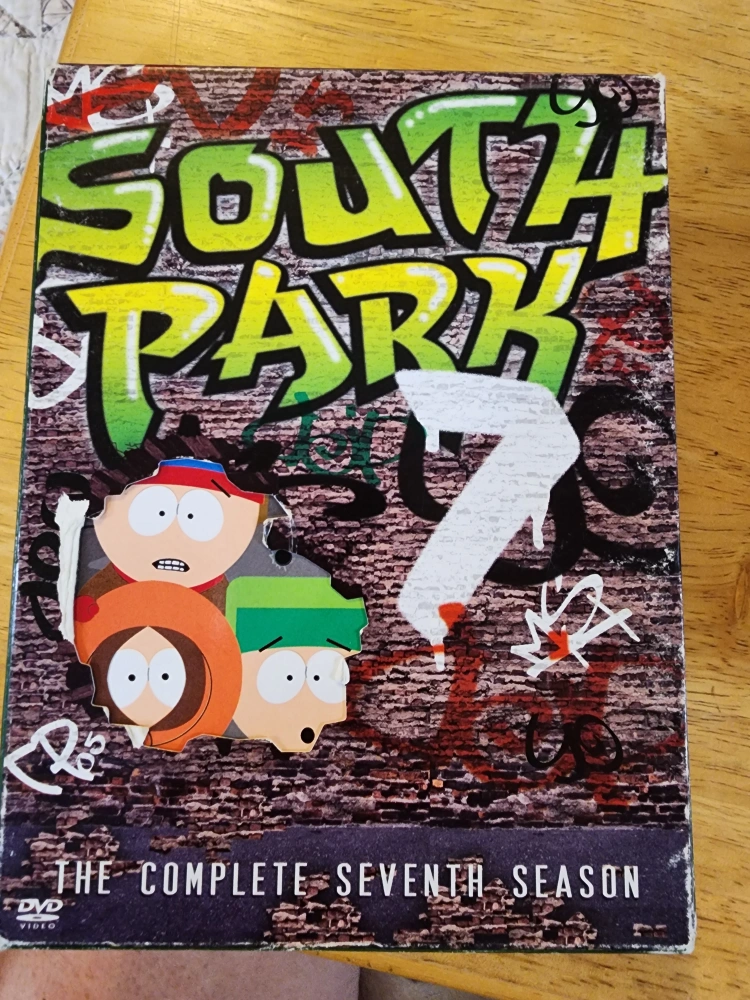 SOUTH
PARK
7
THE COMPLETE SEVENTH SEASON
DVD
VIDEO